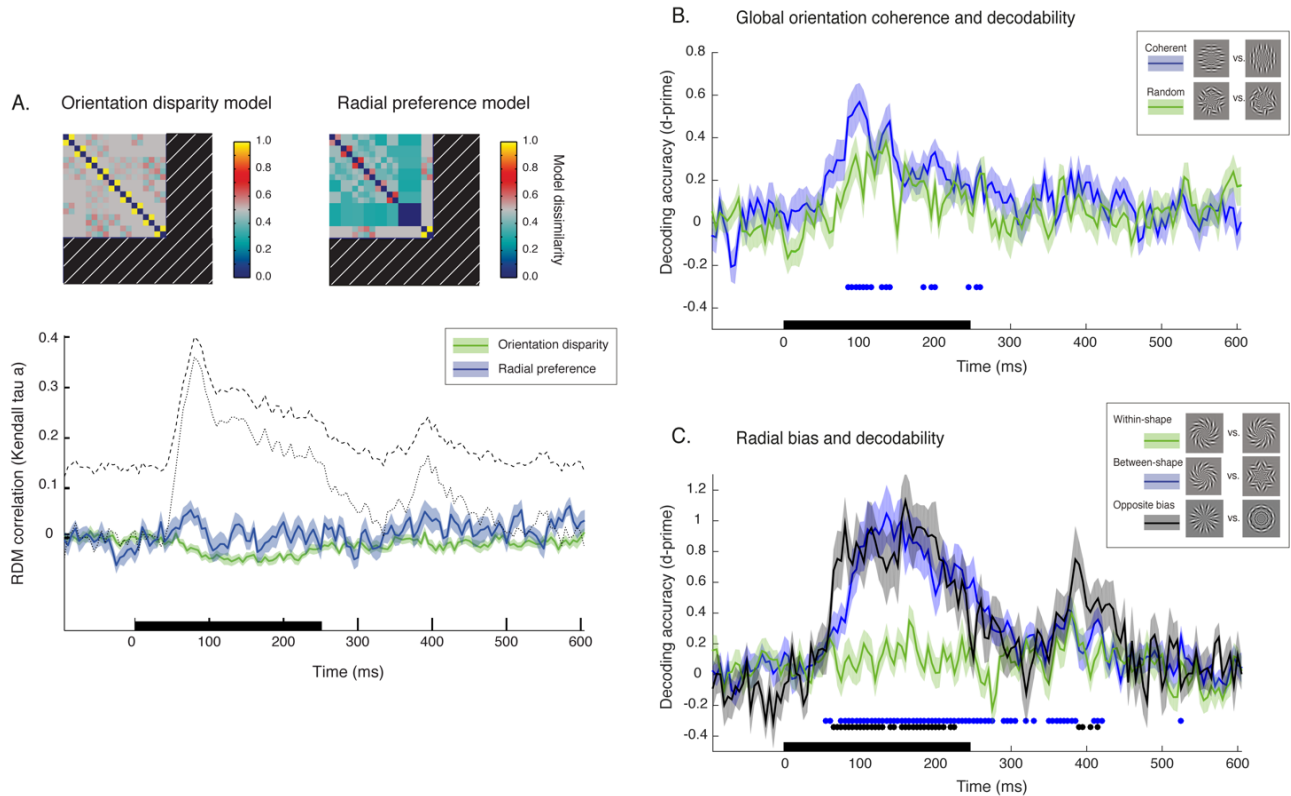 A.
Orientation disparity model
Radial preference model
1.0
0.8
0.6
0.4
0.2
0.0
1.0
0.8
0.6
0.4
0.2
0.0
Model dissimilarity
0.4
0.3
0.2
0.1
0
RDM correlation (Kendall tau a)
Orientation disparity
Radial preference
0
100
200
300
400
500
600
Time (ms)
B.
Global orientation coherence and decodability
0.8
0.6
0.4
0.2
0
-0.2
-0.4
Decoding accuracy (d-prime)
Coherent
vs.
Random
vs.
0
100
200
300
400
500
600
Time (ms)
C.
Radial bias and decodability
1.2
1
0.8
0.6
0.4
0.2
0
-0.2
-0.4
Decoding accuracy (d-prime)
Within-shape
vs.
Between-shape
vs.
Opposite bias
vs.
0
100
200
300
400
500
600
Time (ms)